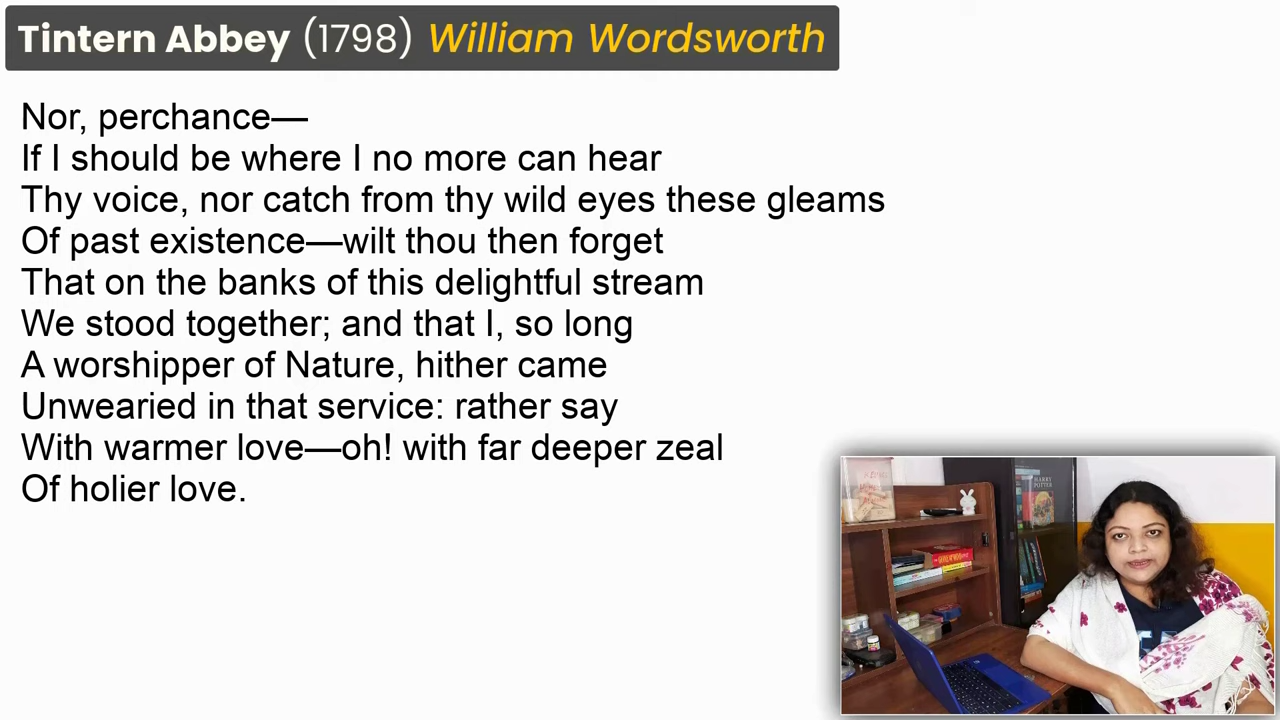 Tintern Abbey (1798) William Wordsworth
Nor, perchance—
If I should be where I no more can hear
Thy voice, nor catch from thy wild eyes these gleams
Of past existence—wilt thou then forget
That on the banks of this delightful stream
We stood together; and that I, so long
A worshipper of Nature, hither came
Unwearied in that service: rather say
With warmer love—oh! with far deeper zeal
Of holier love.
HARRY
POTTER